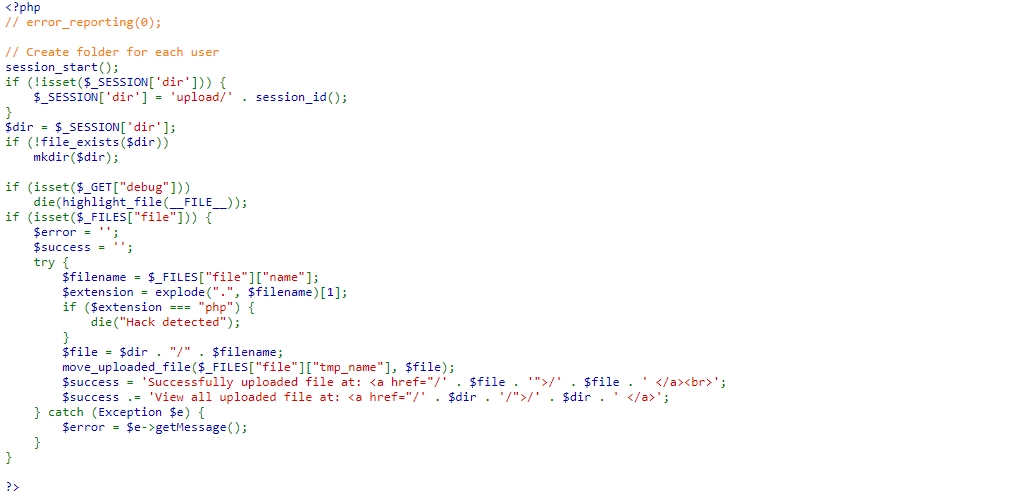 <?php
// error_reporting(0);

// Create folder for each user
session_start();
if (!isset($_SESSION['dir'])) {
    $_SESSION['dir'] = 'upload/' . session_id();
}
$dir = $_SESSION['dir'];
if (!file_exists($dir))
    mkdir($dir);

if (isset($_GET["debug"]))
    die(highlight_file(__FILE__));
if (isset($_FILES["file"])) {
    $error = '';
    $success = '';
    try {
        $filename = $_FILES["file"]["name"];
        $extension = explode(".", $filename)[1];
        if ($extension === "php") {
            die("Hack detected");
        }
        $file = $dir . "/" . $filename;
        move_uploaded_file($_FILES["file"]["tmp_name"], $file);
        $success = 'Successfully uploaded file at: <a href="/' . $file . '">/' . $file . ' </a><br>';
        $success .= 'View all uploaded file at: <a href="/' . $dir . '/">/' . $dir . ' </a>';
    } catch (Exception $e) {
        $error = $e->getMessage();
    }
}

?>